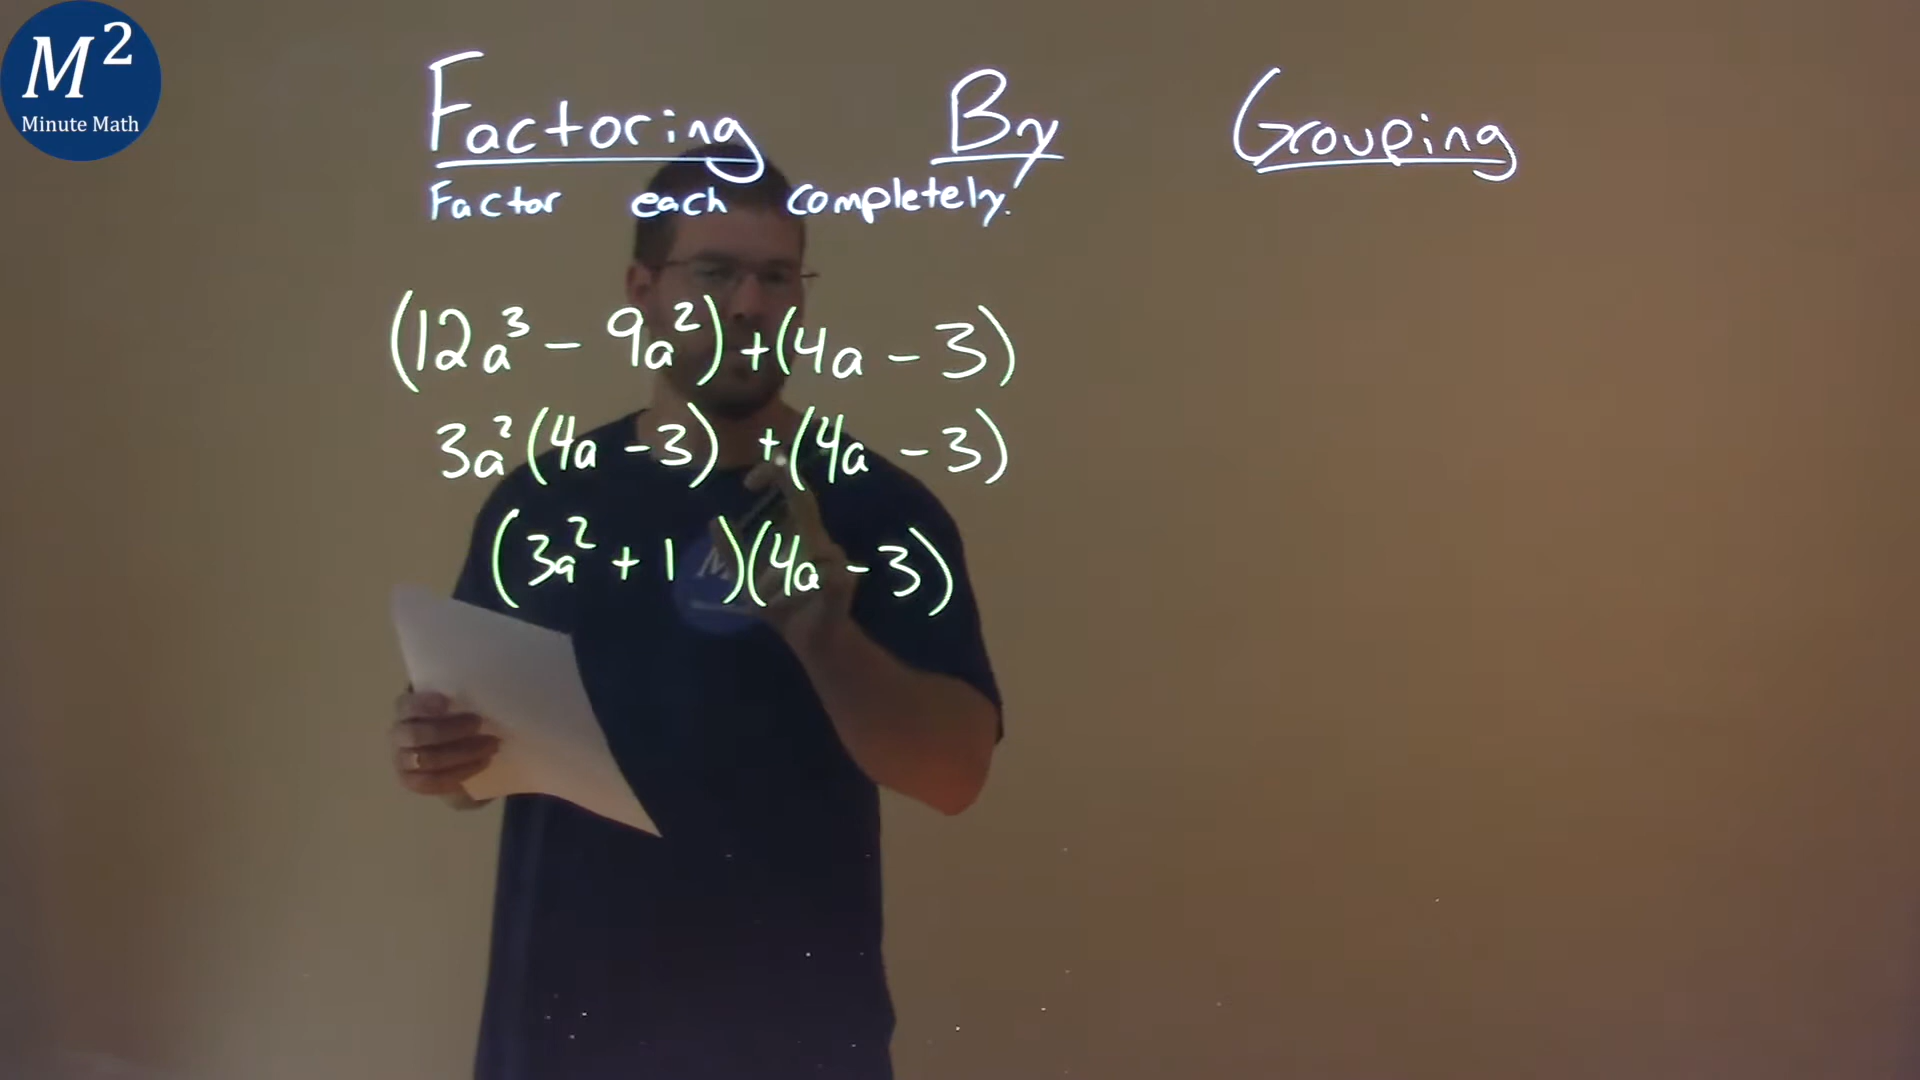 M²
Minute Math
Factoring By Grouping
Factor each completely.
(12a³ - 9a²) + (4a - 3)
3a²(4a - 3) + (4a - 3)
(3a² + 1)(4a - 3)